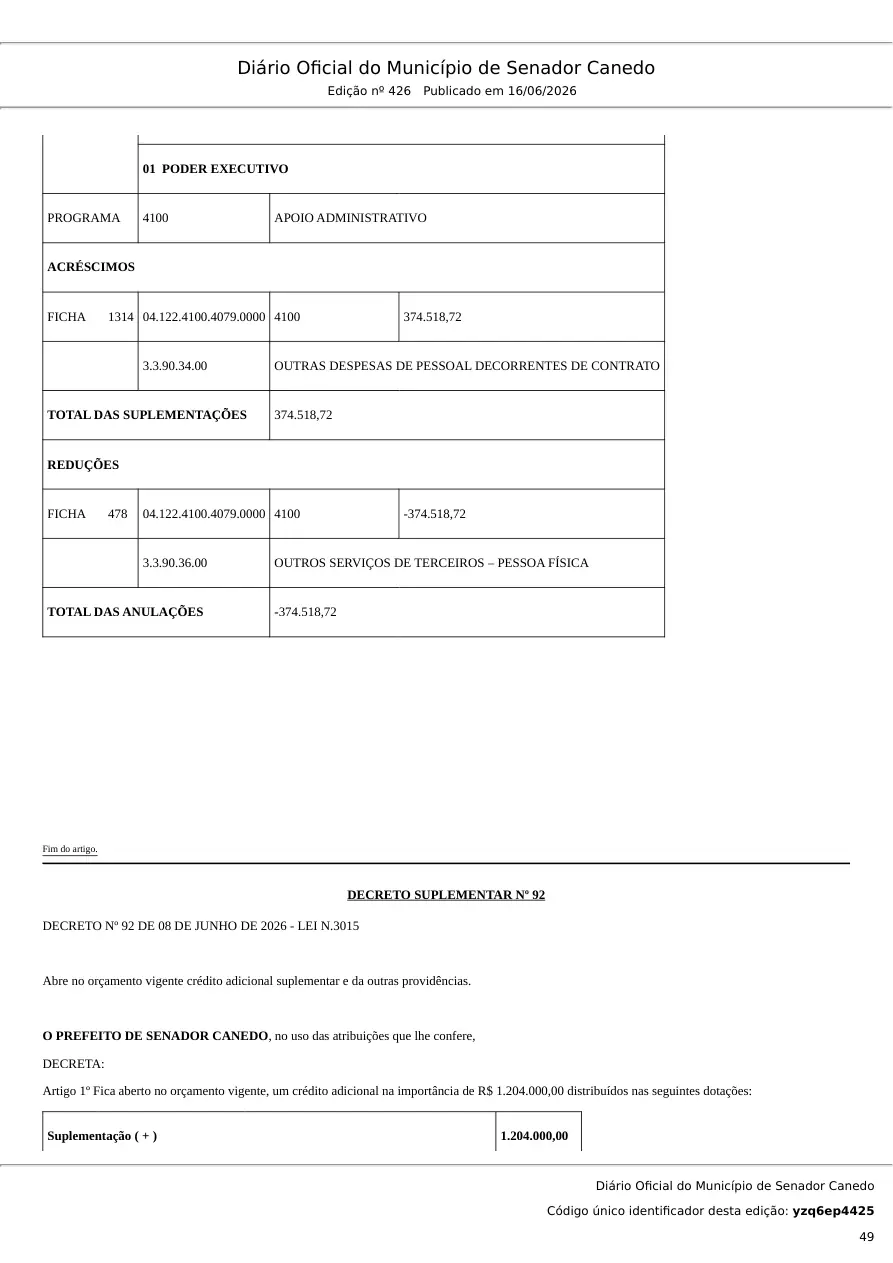 Diário Oficial do Município de Senador Canedo
Edição nº 426 Publicado em 16/06/2026
01 PODER EXECUTIVO
PROGRAMA 4100 APOIO ADMINISTRATIVO
ACRÉSCIMOS
FICHA 1314 04.122.4100.4079.0000 4100 374.518,72
3.3.90.34.00 OUTRAS DESPESAS DE PESSOAL DECORRENTES DE CONTRATO
TOTAL DAS SUPLEMENTAÇÕES 374.518,72
REDUÇÕES
FICHA 478 04.122.4100.4079.0000 4100 -374.518,72
3.3.90.36.00 OUTROS SERVIÇOS DE TERCEIROS – PESSOA FÍSICA
TOTAL DAS ANULAÇÕES -374.518,72
Fim do artigo.
DECRETO SUPLEMENTAR Nº 92
DECRETO Nº 92 DE 08 DE JUNHO DE 2026 - LEI N.3015
Abre no orçamento vigente crédito adicional suplementar e da outras providências.
O PREFEITO DE SENADOR CANEDO, no uso das atribuições que lhe confere,
DECRETA:
Artigo 1º Fica aberto no orçamento vigente, um crédito adicional na importância de R$ 1.204.000,00 distribuídos nas seguintes dotações:
Suplementação ( + ) 1.204.000,00
Diário Oficial do Município de Senador Canedo
Código único identificador desta edição: yzq6ep4425
49